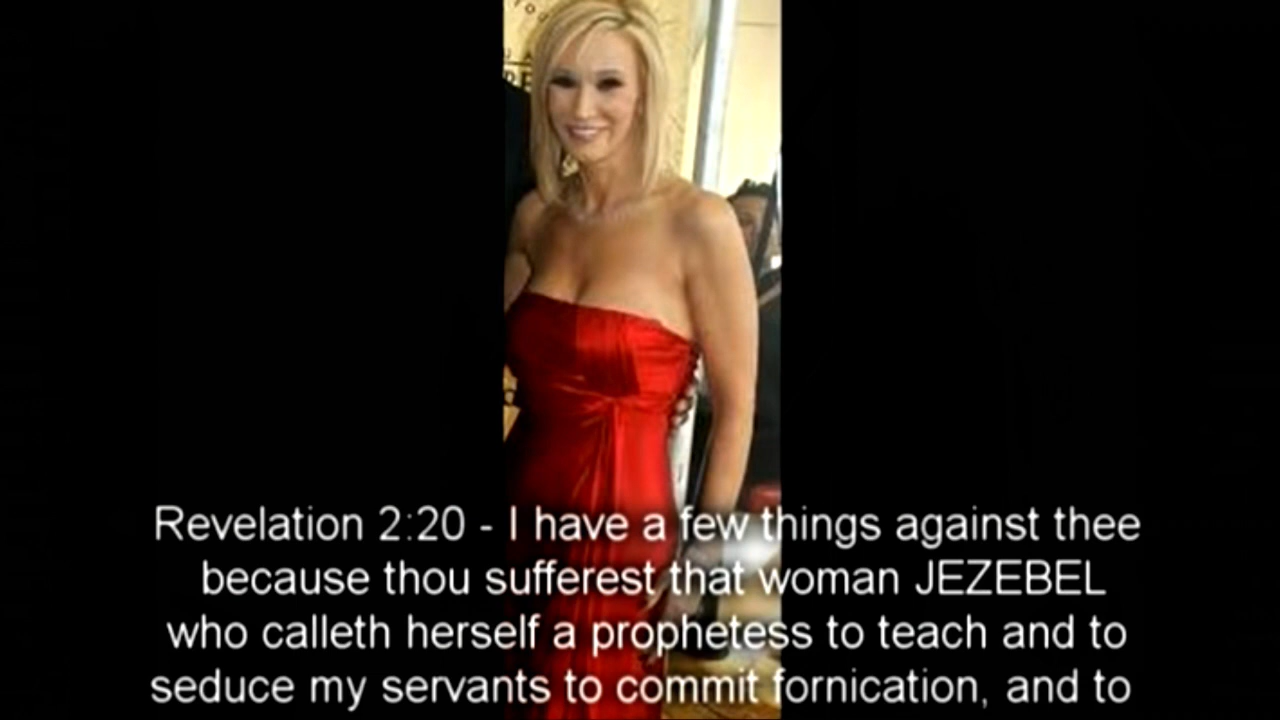 Revelation 2:20 - I have a few things against thee
because thou sufferest that woman JEZEBEL
who calleth herself a prophetess to teach and to
seduce my servants to commit fornication, and to